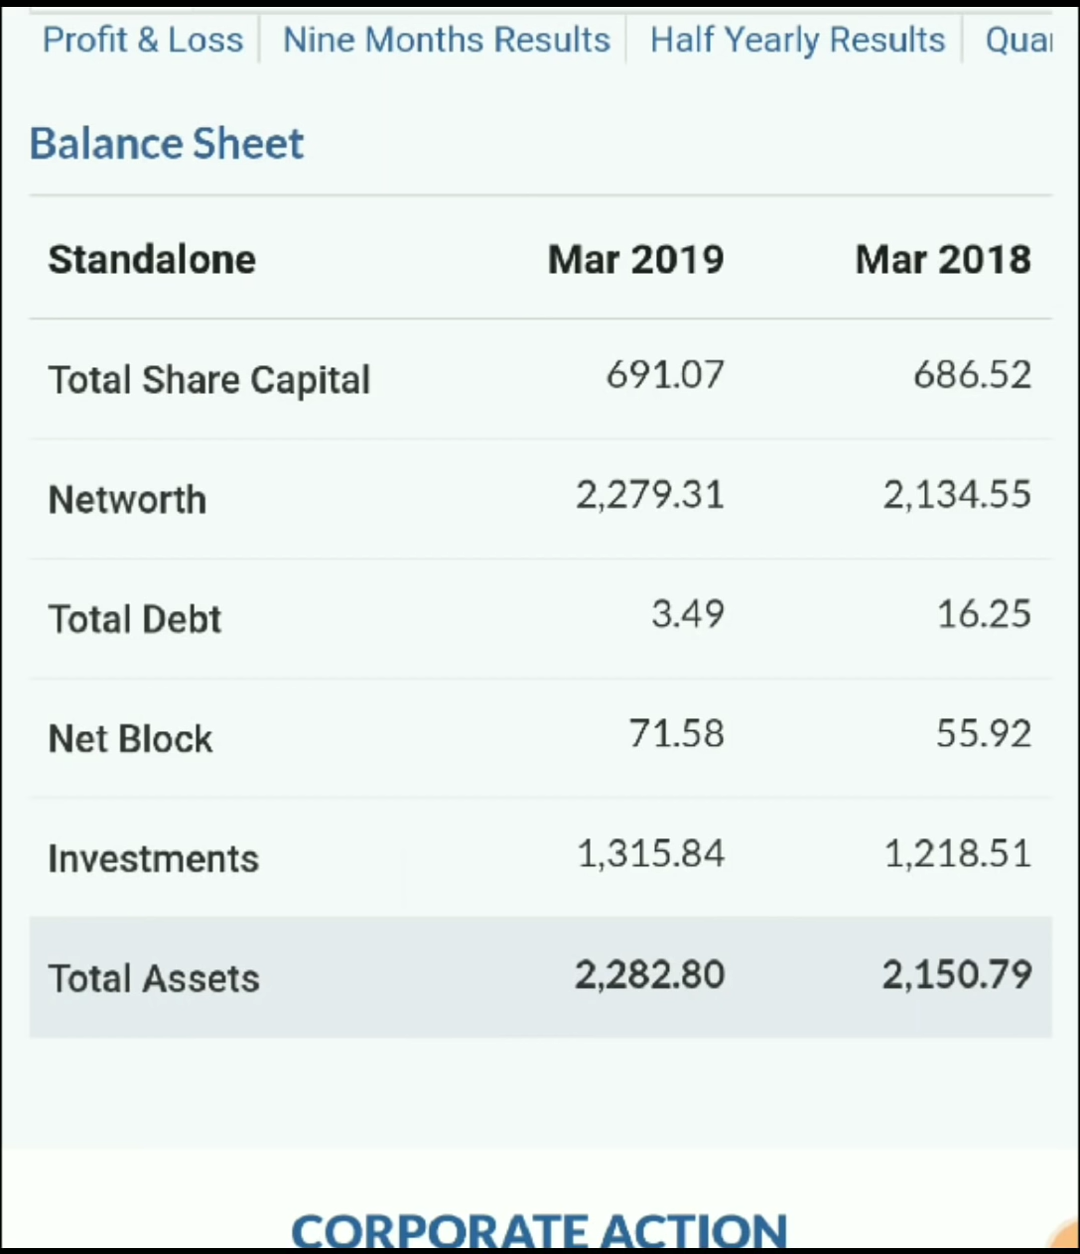 Profit & Loss Nine Months Results Half Yearly Results
Balance Sheet
Standalone Mar 2019 Mar 2018
Total Share Capital 691.07 686.52
Networth 2,279.31 2,134.55
Total Debt 3.49 16.25
Net Block 71.58 55.92
Investments 1,315.84 1,218.51
Total Assets 2,282.80 2,150.79
CORPORATE ACTION